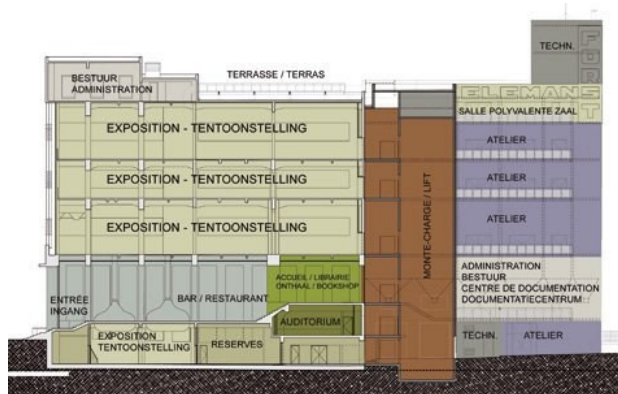 BESTUUR
ADMINISTRATION
TERRASSE / TERRAS
TECHN.
FORST
ELEMANS
SALLE POLYVALENTE ZAAL
EXPOSITION - TENTOONSTELLING
ATELIER
EXPOSITION - TENTOONSTELLING
ATELIER
EXPOSITION - TENTOONSTELLING
ATELIER
MONTE-CHARGE / LIFT
ENTRÉE
INGANG
BAR / RESTAURANT
ACCUEIL / LIBRAIRIE
ONTHAAL / BOOKSHOP
ADMINISTRATION
BESTUUR
CENTRE DE DOCUMENTATION
DOCUMENTATIECENTRUM
AUDITORIUM
EXPOSITION
TENTOONSTELLING
RESERVES
TECHN.
ATELIER